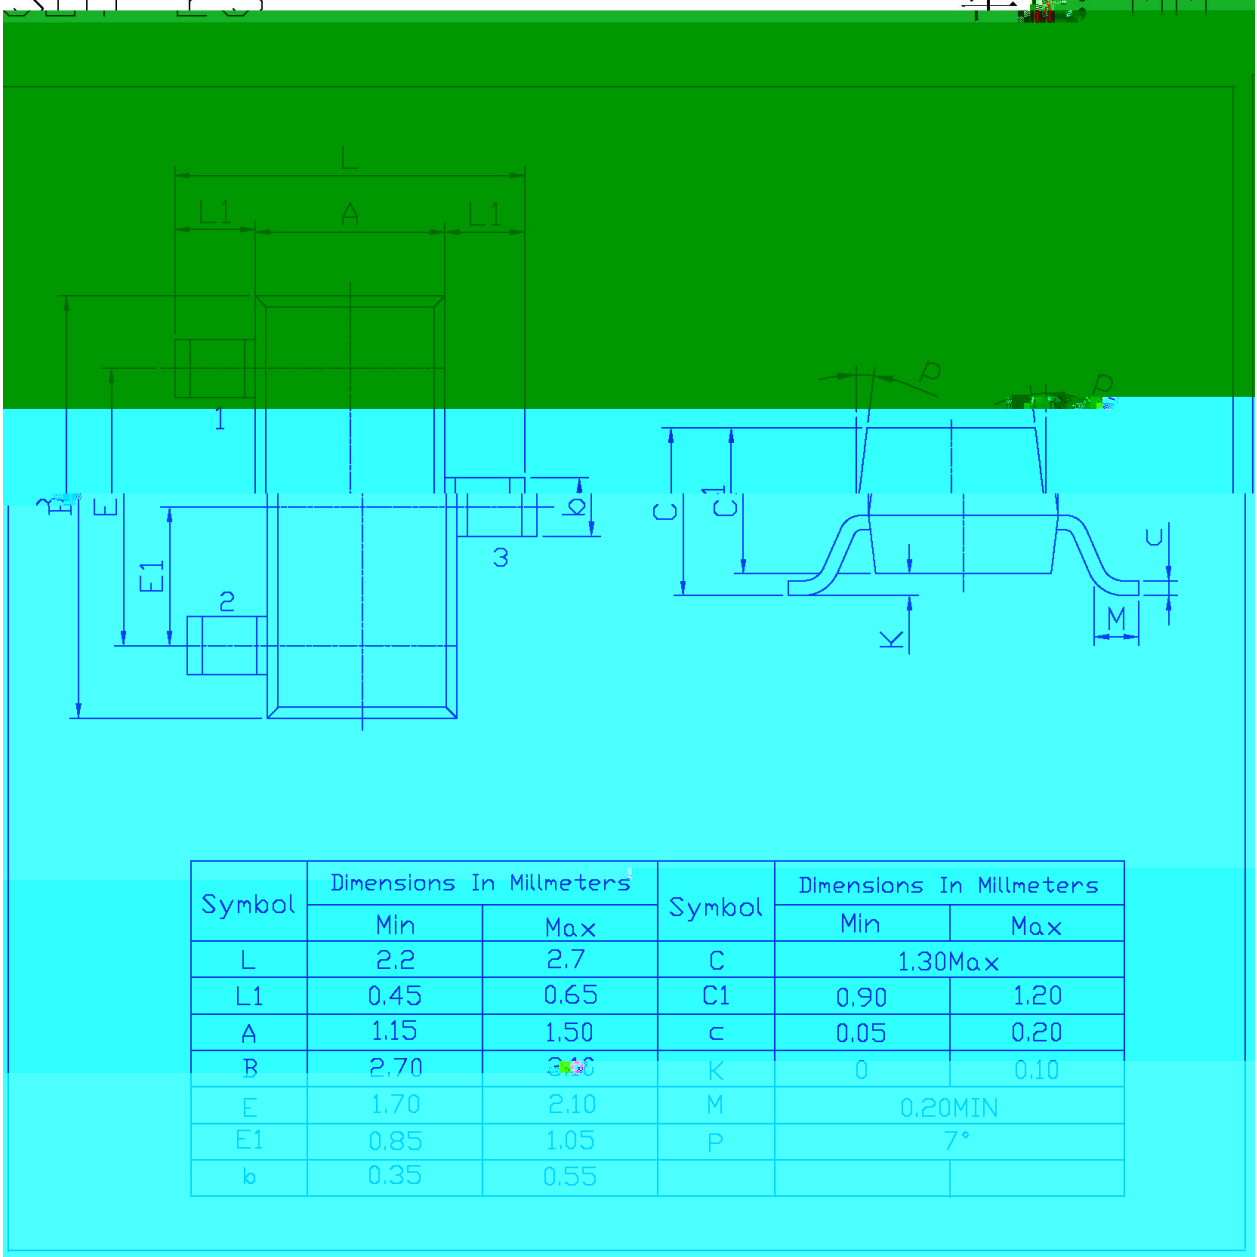 L
L1 A L1
P P
1
B E C C1 b
E1 3 c
2 M
K
Symbol Dimensions In Millmeters Symbol Dimensions In Millmeters
Min Max Min Max
L 2.2 2.7 C 1.30Max
L1 0.45 0.65 C1 0.90 1.20
A 1.15 1.50 c 0.05 0.20
B 2.70 K 0 0.10
E 1.70 2.10 M 0.20MIN
E1 0.85 1.05 P 7°
b 0.35 0.55